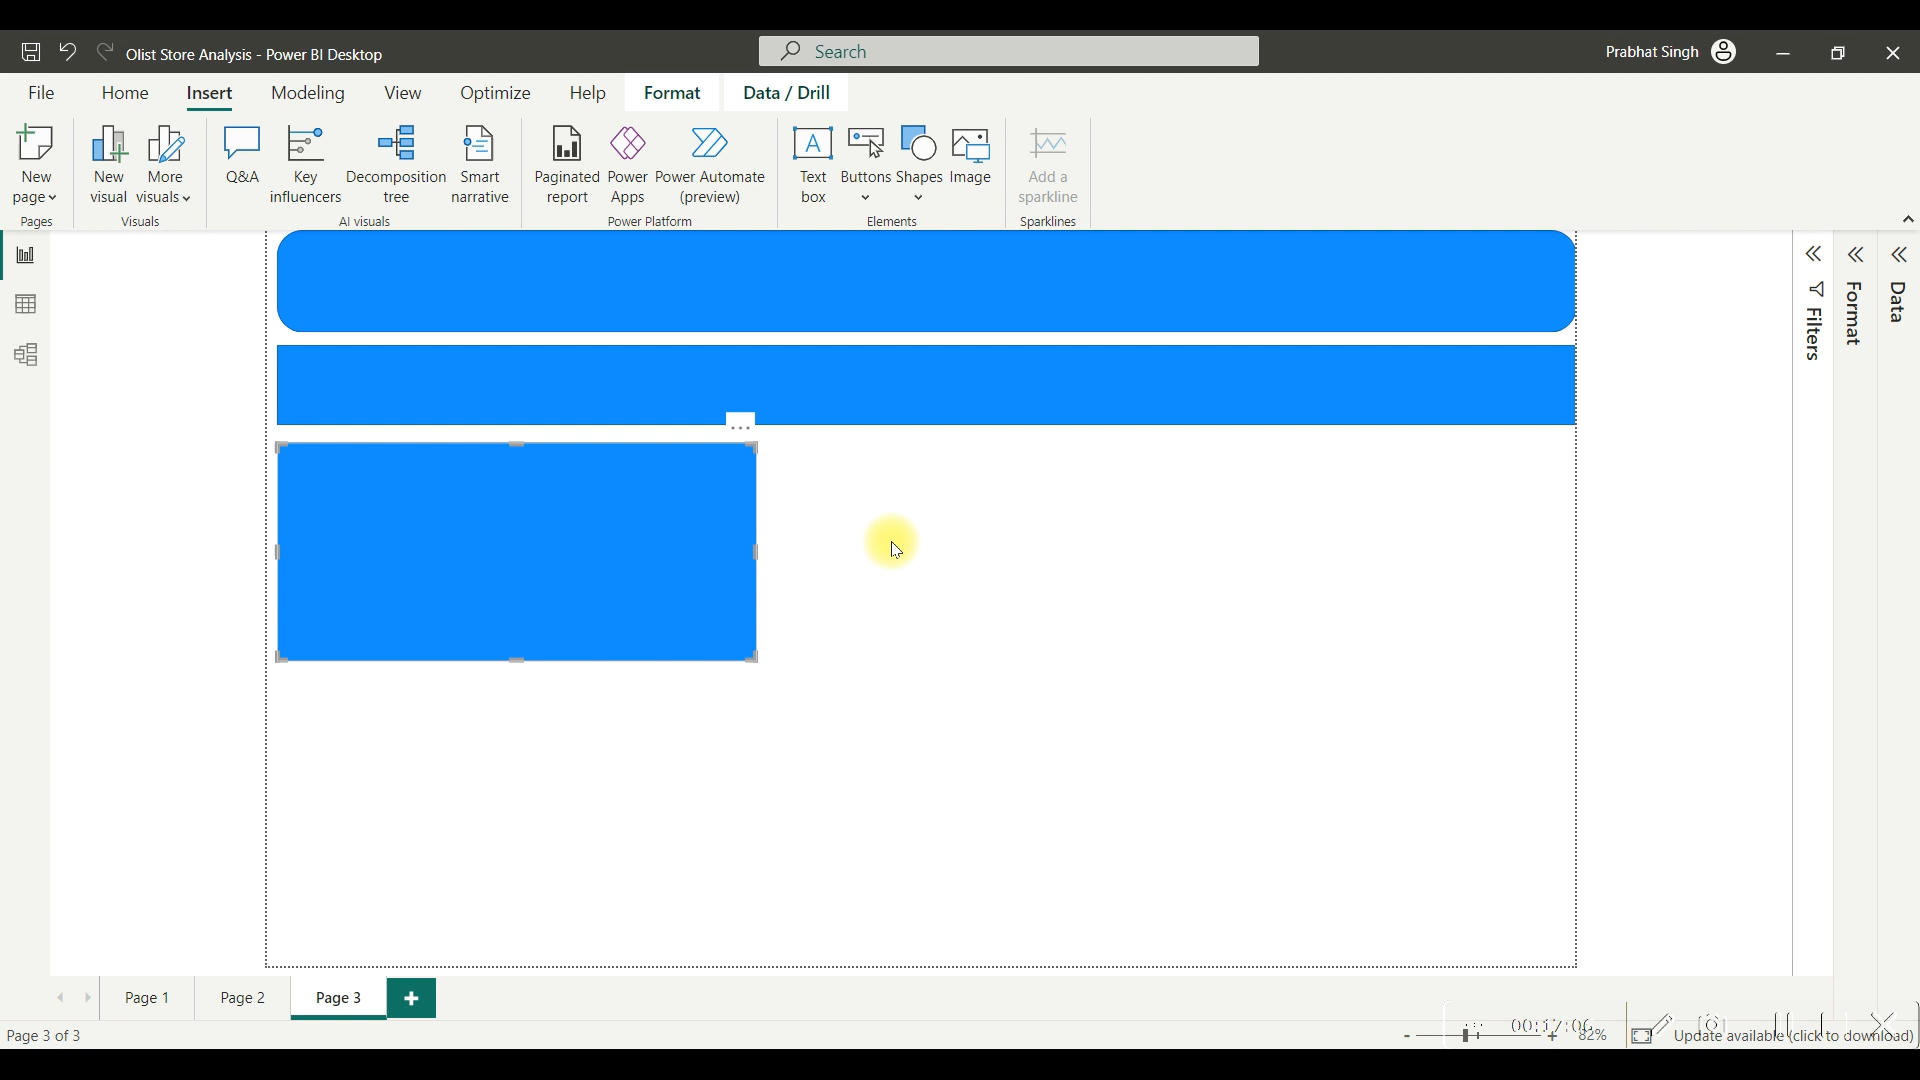 Olist Store Analysis - Power BI Desktop
Search
Prabhat Singh
File Home Insert Modeling View Optimize Help Format Data / Drill
New page
New visual
More visuals
Q&A
Key influencers
Decomposition tree
Smart narrative
Paginated report
Power Apps
Power Automate (preview)
Text box
Buttons
Shapes
Image
Add a sparkline
Pages Visuals AI visuals Power Platform Elements Sparklines
Filters
Format
Data
Page 1 Page 2 Page 3
Page 3 of 3
82%
Update available (click to download)